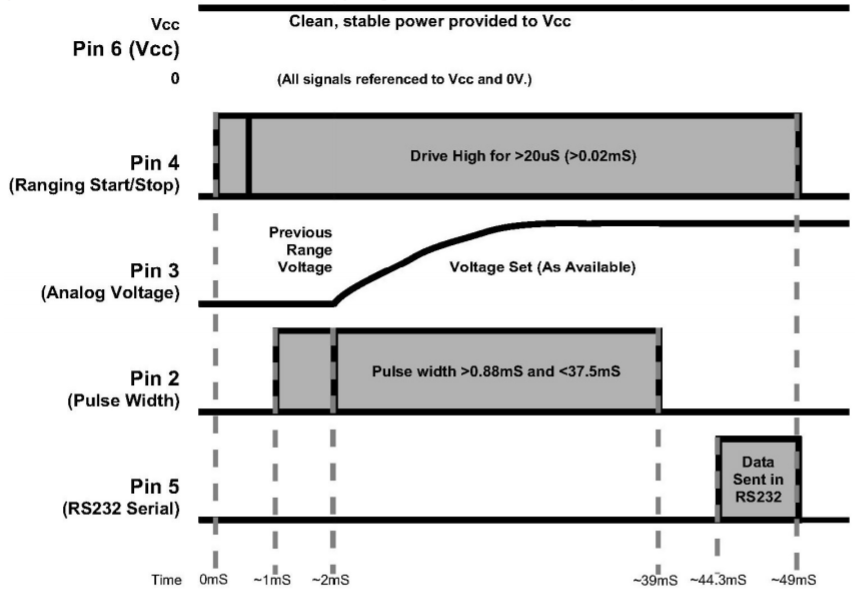 Vcc
Clean, stable power provided to Vcc
Pin 6 (Vcc)
0
(All signals referenced to Vcc and 0V.)
Pin 4
(Ranging Start/Stop)
Drive High for >20uS (>0.02mS)
Previous
Range
Voltage
Pin 3
(Analog Voltage)
Voltage Set (As Available)
Pin 2
(Pulse Width)
Pulse width >0.88mS and <37.5mS
Pin 5
(RS232 Serial)
Data
Sent in
RS232
Time 0mS ~1mS ~2mS ~39mS ~44.3mS ~49mS